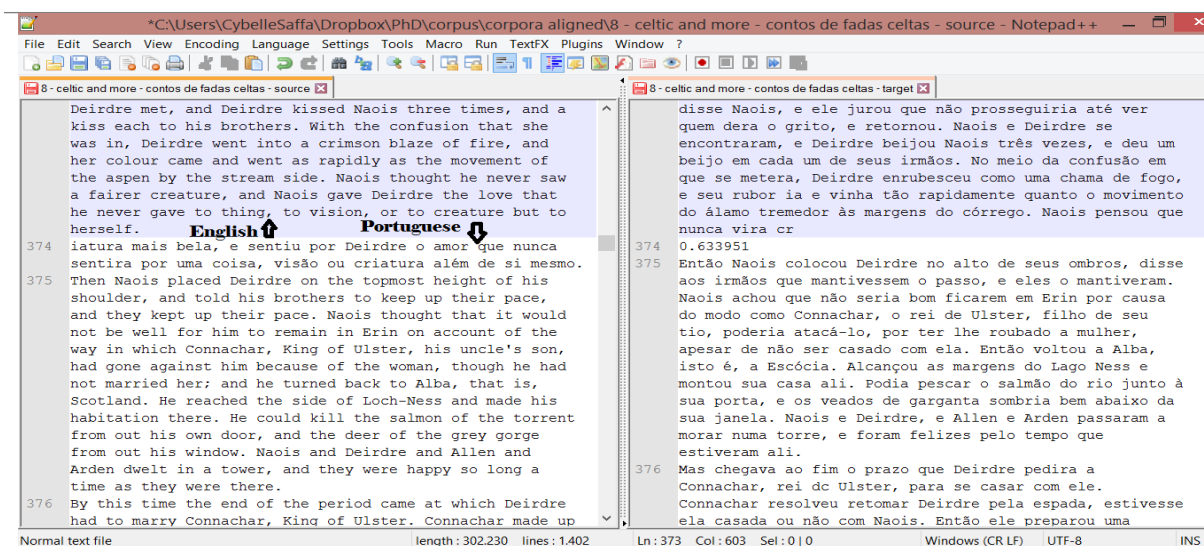 *C:\Users\CybelleSaffa\Dropbox\PhD\corpus\corpora aligned\8 - celtic and more - contos de fadas celtas - source - Notepad++
File Edit Search View Encoding Language Settings Tools Macro Run TextFX Plugins Window ?
8 - celtic and more - contos de fadas celtas - source
Deirdre met, and Deirdre kissed Naois three times, and a
kiss each to his brothers. With the confusion that she
was in, Deirdre went into a crimson blaze of fire, and
her colour came and went as rapidly as the movement of
the aspen by the stream side. Naois thought he never saw
a fairer creature, and Naois gave Deirdre the love that
he never gave to thing, to vision, or to creature but to
herself.
English
Portuguese
374 iatura mais bela, e sentiu por Deirdre o amor que nunca
sentira por uma coisa, visão ou criatura além de si mesmo.
375 Then Naois placed Deirdre on the topmost height of his
shoulder, and told his brothers to keep up their pace,
and they kept up their pace. Naois thought that it would
not be well for him to remain in Erin on account of the
way in which Connachar, King of Ulster, his uncle's son,
had gone against him because of the woman, though he had
not married her; and he turned back to Alba, that is,
Scotland. He reached the side of Loch-Ness and made his
habitation there. He could kill the salmon of the torrent
from out his own door, and the deer of the grey gorge
from out his window. Naois and Deirdre and Allen and
Arden dwelt in a tower, and they were happy so long a
time as they were there.
376 By this time the end of the period came at which Deirdre
had to marry Connachar, King of Ulster. Connachar made up
8 - celtic and more - contos de fadas celtas - target
disse Naois, e ele jurou que não prosseguiria até ver
quem dera o grito, e retornou. Naois e Deirdre se
encontraram, e Deirdre beijou Naois três vezes, e deu um
beijo em cada um de seus irmãos. No meio da confusão em
que se metera, Deirdre enrubesceu como uma chama de fogo,
e seu rubor ia e vinha tão rapidamente quanto o movimento
do álamo tremedor às margens do córrego. Naois pensou que
nunca vira cr
374 0.633951
375 Então Naois colocou Deirdre no alto de seus ombros, disse
aos irmãos que mantivessem o passo, e eles o mantiveram.
Naois achou que não seria bom ficarem em Erin por causa
do modo como Connachar, o rei de Ulster, filho de seu
tio, poderia atacá-lo, por ter lhe roubado a mulher,
apesar de não ser casado com ela. Então voltou a Alba,
isto é, a Escócia. Alcançou as margens do Lago Ness e
montou sua casa ali. Podia pescar o salmão do rio junto à
sua porta, e os veados de garganta sombria bem abaixo da
sua janela. Naois e Deirdre, e Allen e Arden passaram a
morar numa torre, e foram felizes pelo tempo que
estiveram ali.
376 Mas chegava ao fim o prazo que Deirdre pedira a
Connachar, rei dc Ulster, para se casar com ele.
Connachar resolveu retomar Deirdre pela espada, estivesse
ela casada ou não com Naois. Então ele preparou uma
Normal text file length : 302.230 lines : 1.402 Ln : 373 Col : 603 Sel : 0 | 0 Windows (CR LF) UTF-8 INS